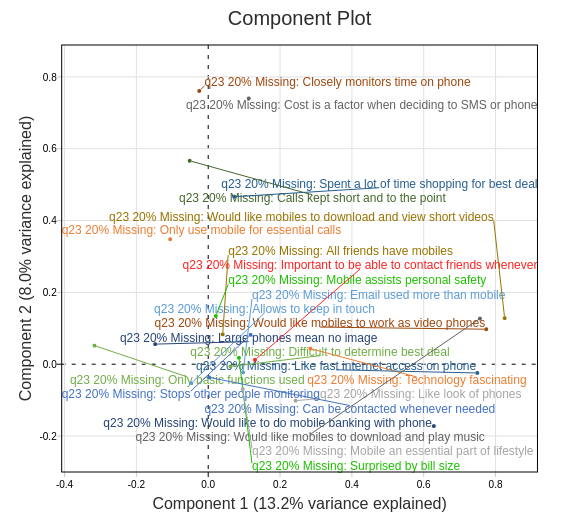 Component Plot
q23 20% Missing: Closely monitors time on phone
q23 20% Missing: Cost is a factor when deciding to SMS or phone
q23 20% Missing: Spent a lot of time shopping for best deal
q23 20% Missing: Calls kept short and to the point
q23 20% Missing: Would like mobiles to download and view short videos
q23 20% Missing: Only use mobile for essential calls
q23 20% Missing: All friends have mobiles
q23 20% Missing: Important to be able to contact friends whenever
q23 20% Missing: Mobile assists personal safety
q23 20% Missing: Email used more than mobile
q23 20% Missing: Allows to keep in touch
q23 20% Missing: Would like mobiles to work as video phones
q23 20% Missing: Large phones mean no image
q23 20% Missing: Difficult to determine best deal
q23 20% Missing: Like fast internet access on phone
q23 20% Missing: Only basic functions used
q23 20% Missing: Technology fascinating
q23 20% Missing: Stops other people monitoring
q23 20% Missing: Like look of phones
q23 20% Missing: Can be contacted whenever needed
q23 20% Missing: Would like to do mobile banking with phone
q23 20% Missing: Would like mobiles to download and play music
q23 20% Missing: Mobile an essential part of lifestyle
q23 20% Missing: Surprised by bill size
0.8
0.6
0.4
0.2
0.0
-0.2
-0.4
-0.2
0.0
0.2
0.4
0.6
0.8
Component 2 (8.0% variance explained)
Component 1 (13.2% variance explained)